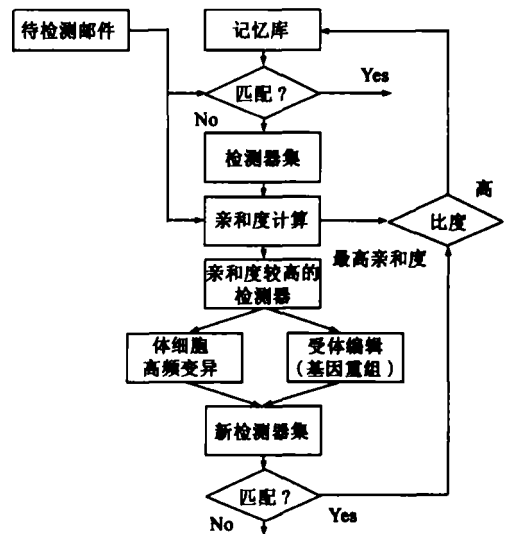 待检测邮件
记忆库
匹配？
Yes
No
检测器集
高
亲和度计算
比度
最高亲和度
亲和度较高的
检测器
体细胞
高频变异
受体编辑
（基因重组）
新检测器集
匹配？
No
Yes